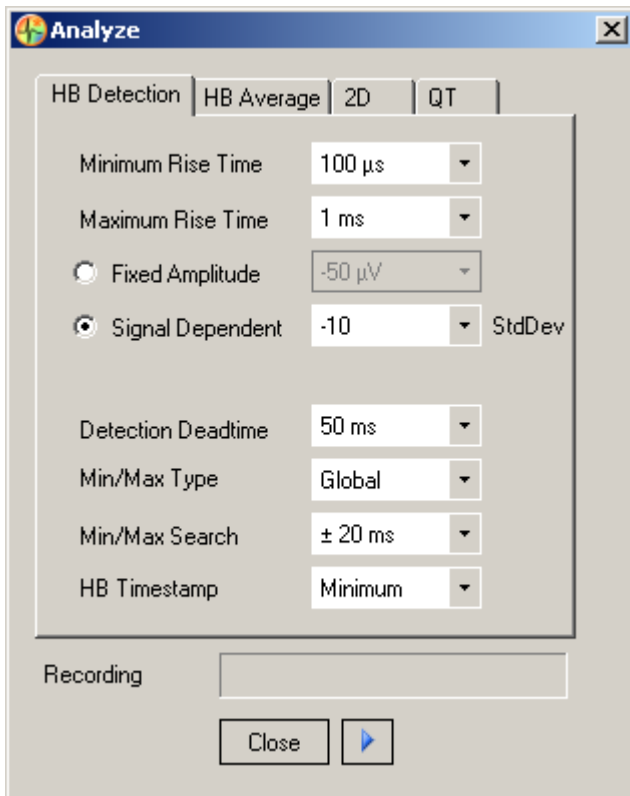 Analyze
HB Detection HB Average 2D QT
Minimum Rise Time 100 µs
Maximum Rise Time 1 ms
Fixed Amplitude -50 µV
Signal Dependent -10 StdDev
Detection Deadtime 50 ms
Min/Max Type Global
Min/Max Search ± 20 ms
HB Timestamp Minimum
Recording
Close